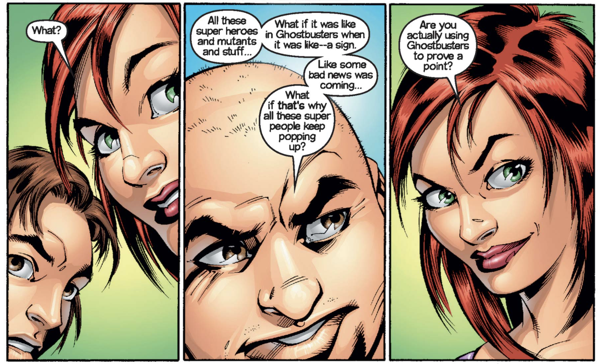 What?
All these
super heroes
and mutants
and stuff...
What if it was like
in Ghostbusters when
it was like--a sign.
Like some
bad news was
coming...
What
if that's why
all these super
people keep
popping
up?
Are you
actually using
Ghostbusters
to prove a
point?